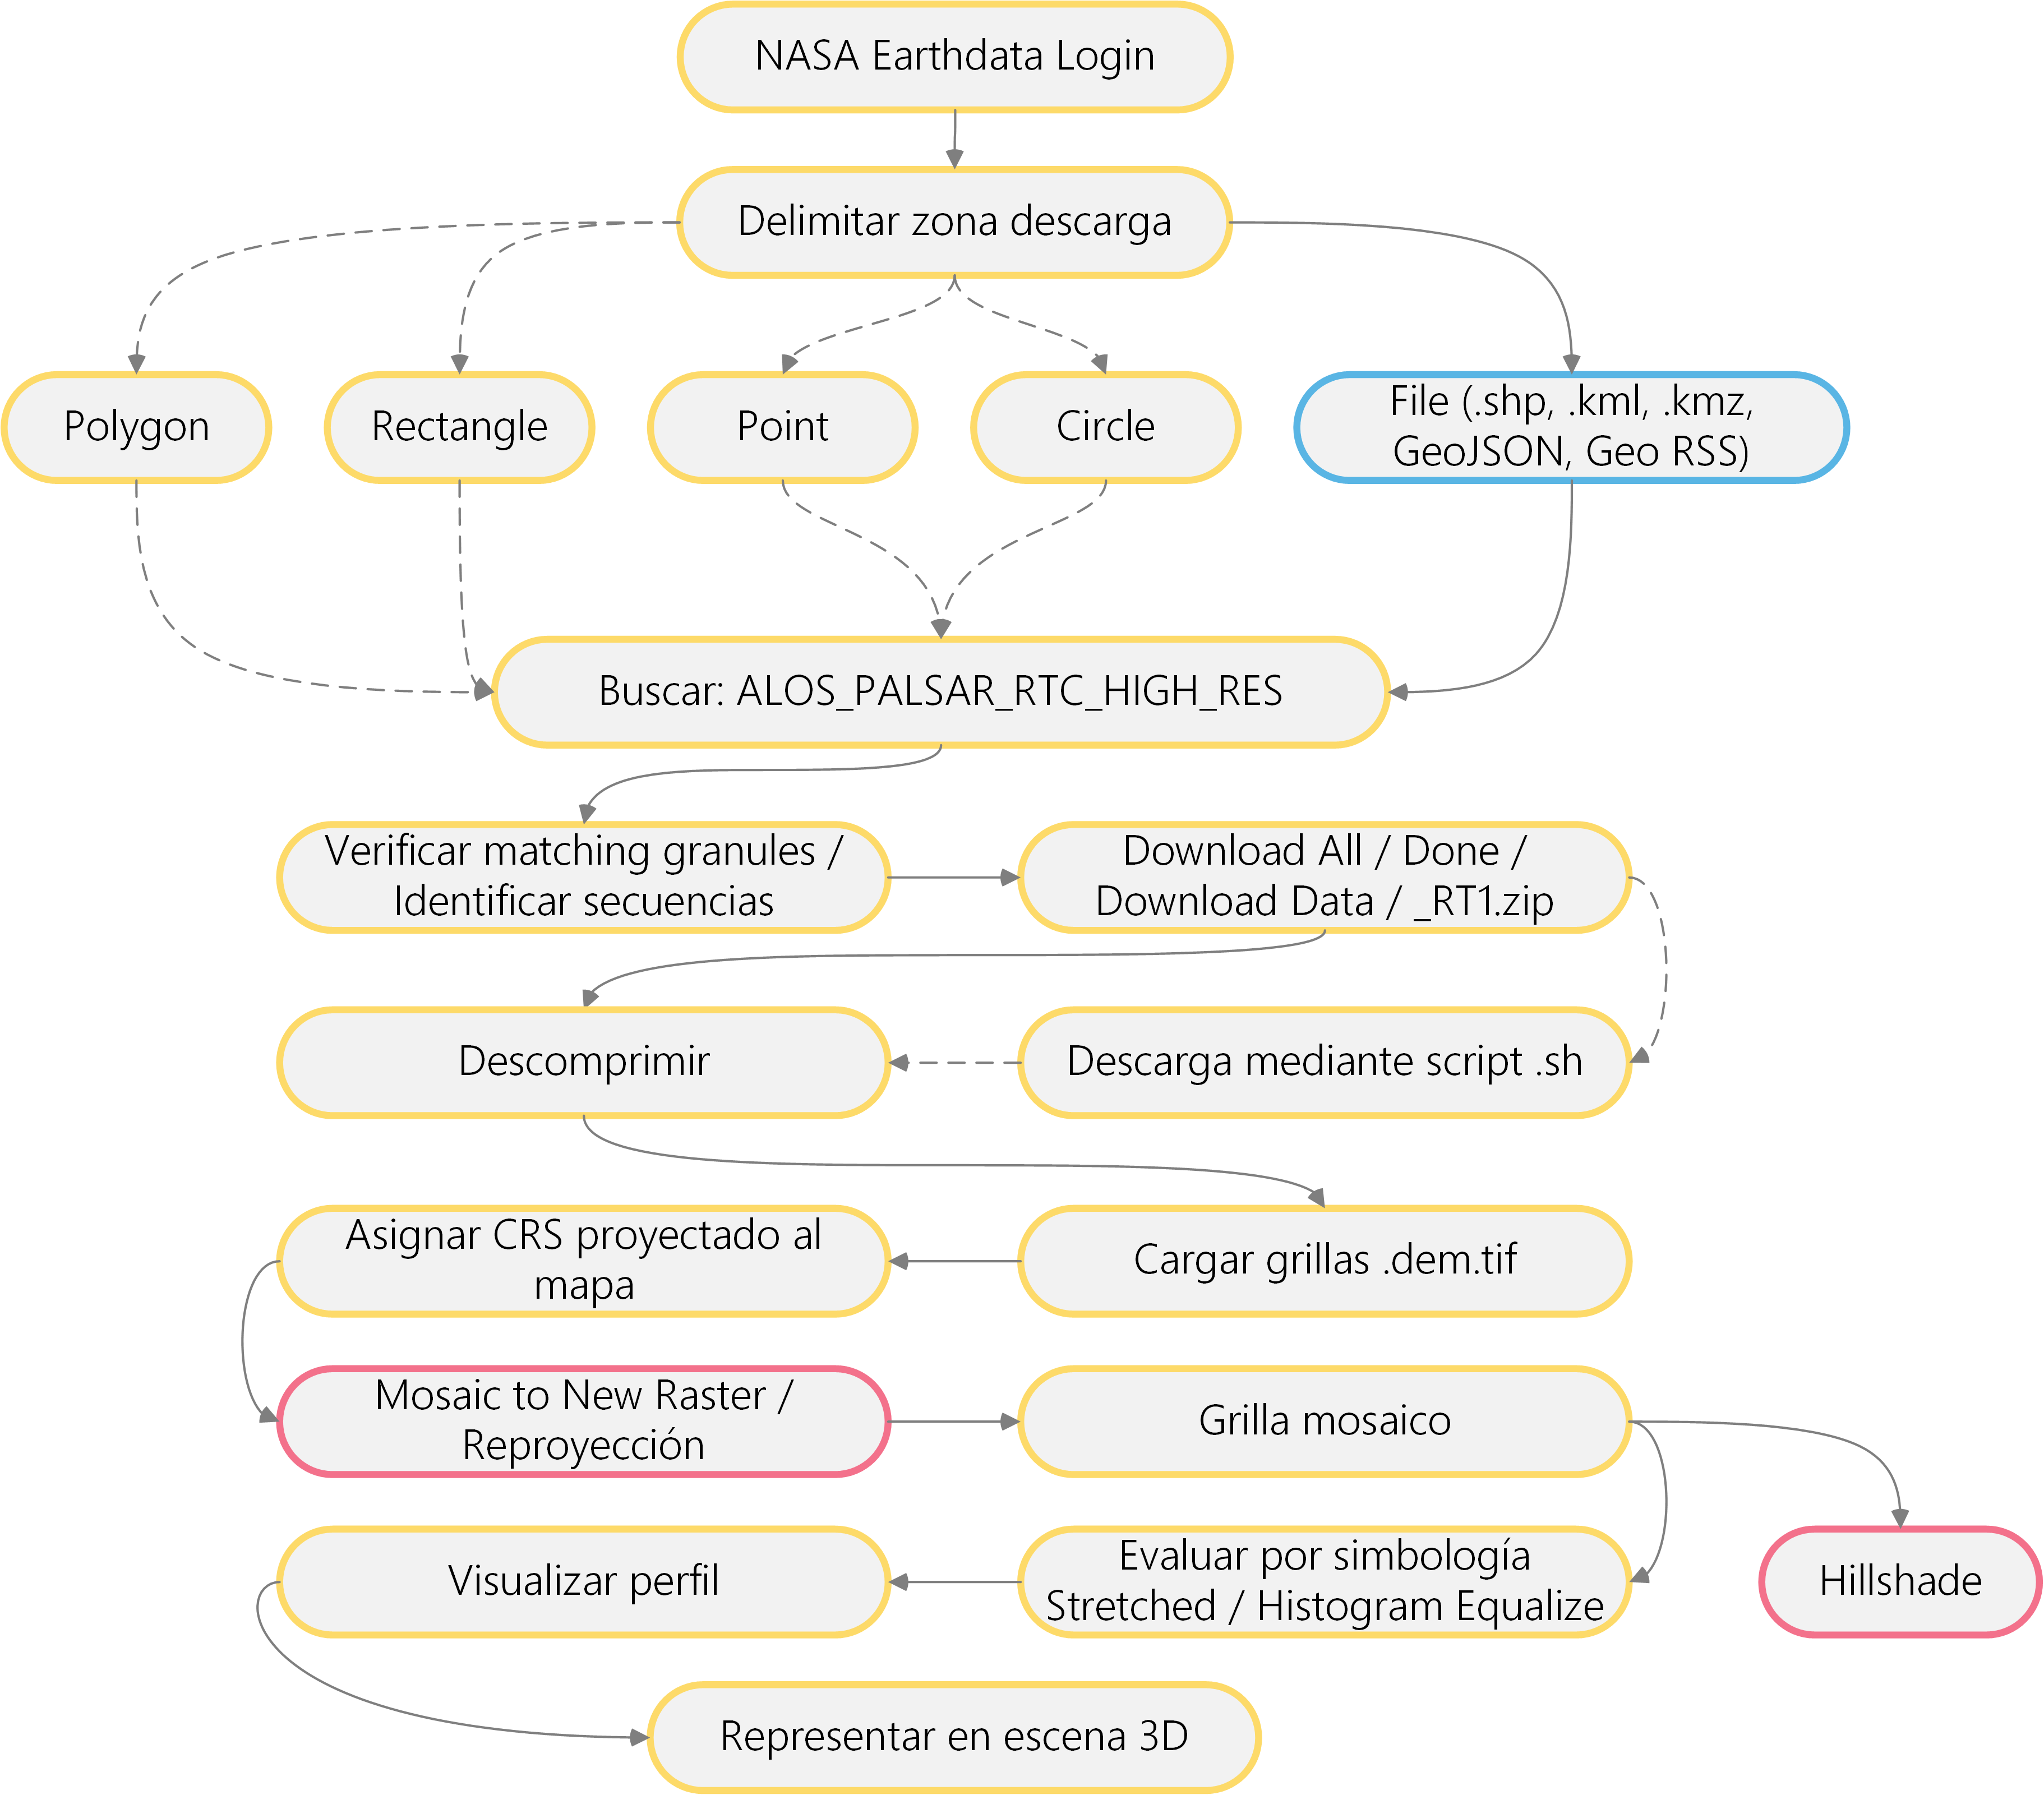 NASA Earthdata Login
Delimitar zona descarga
Polygon
Rectangle
Point
Circle
File (.shp, .kml, .kmz,
GeoJSON, Geo RSS)
Buscar: ALOS_PALSAR_RTC_HIGH_RES
Verificar matching granules /
Identificar secuencias
Download All / Done /
Download Data / _RT1.zip
Descomprimir
Descarga mediante script .sh
Asignar CRS proyectado al
mapa
Cargar grillas .dem.tif
Mosaic to New Raster /
Reproyección
Grilla mosaico
Visualizar perfil
Evaluar por simbología
Stretched / Histogram Equalize
Hillshade
Representar en escena 3D